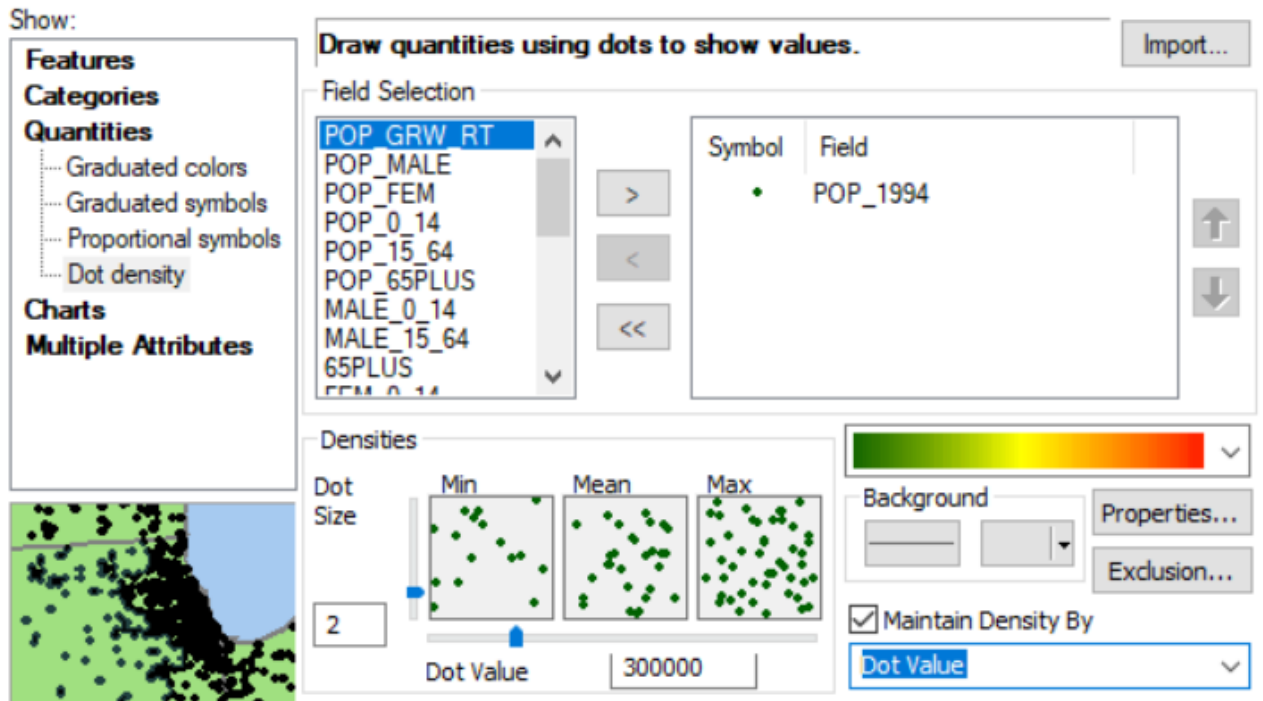 Show:
Features
Categories
Quantities
Graduated colors
Graduated symbols
Proportional symbols
Dot density
Charts
Multiple Attributes
Draw quantities using dots to show values.
Import...
Field Selection
POP_GRW_RT
POP_MALE
POP_FEM
POP_0_14
POP_15_64
POP_65PLUS
MALE_0_14
MALE_15_64
65PLUS
FEM_0_14
>
<
<<
Symbol Field
POP_1994
Densities
Dot
Size
2
Min Mean Max
Dot Value 300000
Background
Properties...
Exclusion...
Maintain Density By
Dot Value